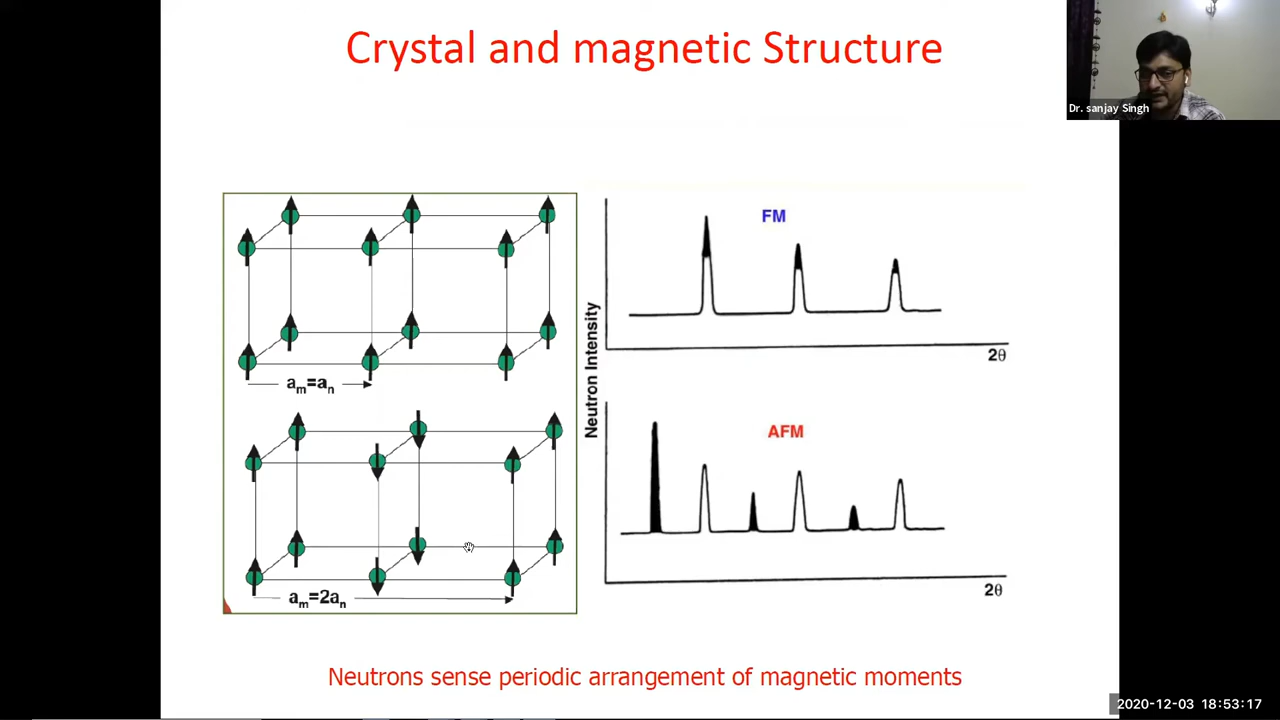 Crystal and magnetic Structure
Dr. sanjay Singh
aₘ=aₙ
aₘ=2aₙ
Neutron Intensity
FM
2θ
AFM
2θ
Neutrons sense periodic arrangement of magnetic moments
2020-12-03 18:53:17